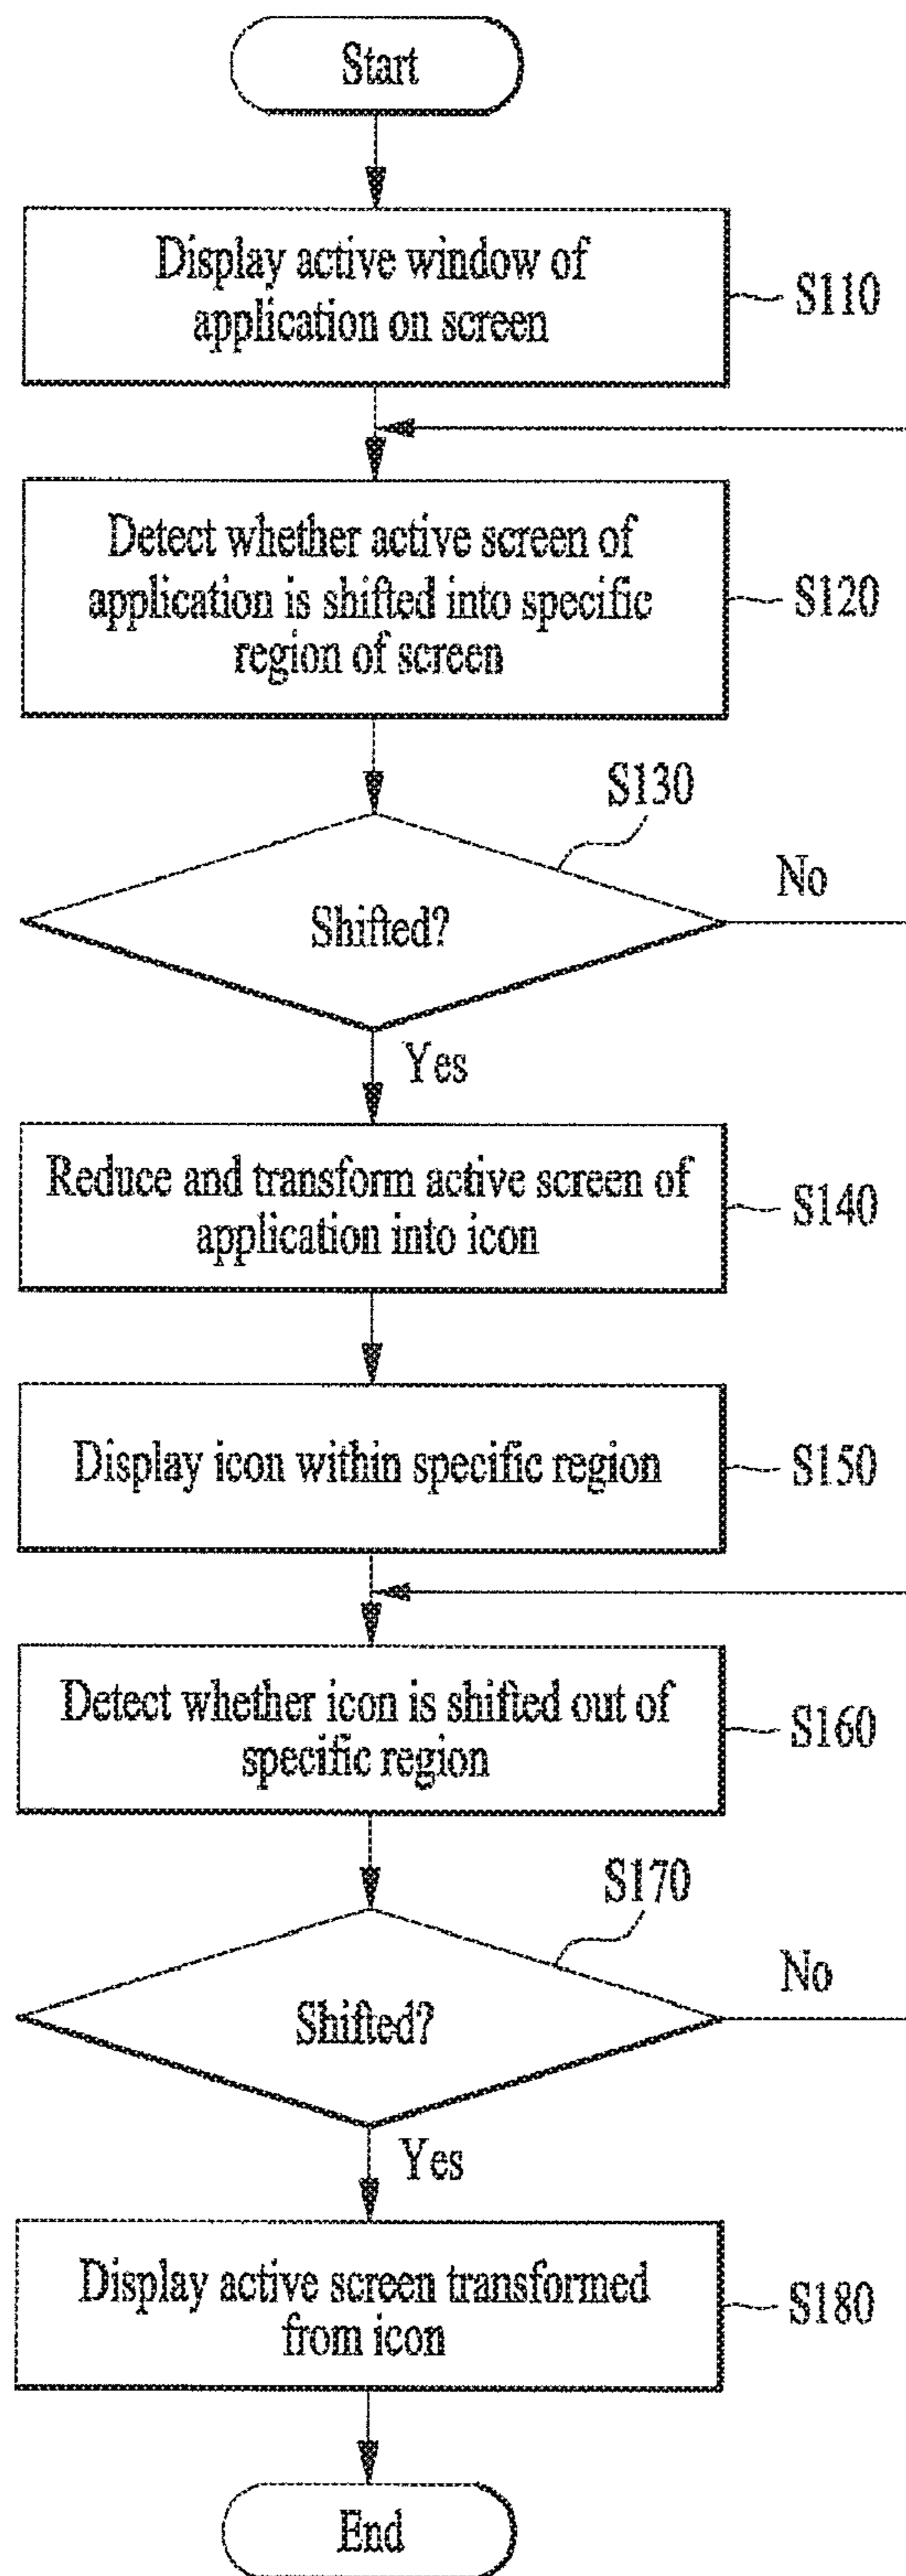 Start
Display active window of
application on screen
S110
Detect whether active screen of
application is shifted into specific
region of screen
S120
S130
Shifted?
No
Yes
Reduce and transform active screen of
application into icon
S140
Display icon within specific region
S150
Detect whether icon is shifted out of
specific region
S160
S170
Shifted?
No
Yes
Display active screen transformed
from icon
S180
End